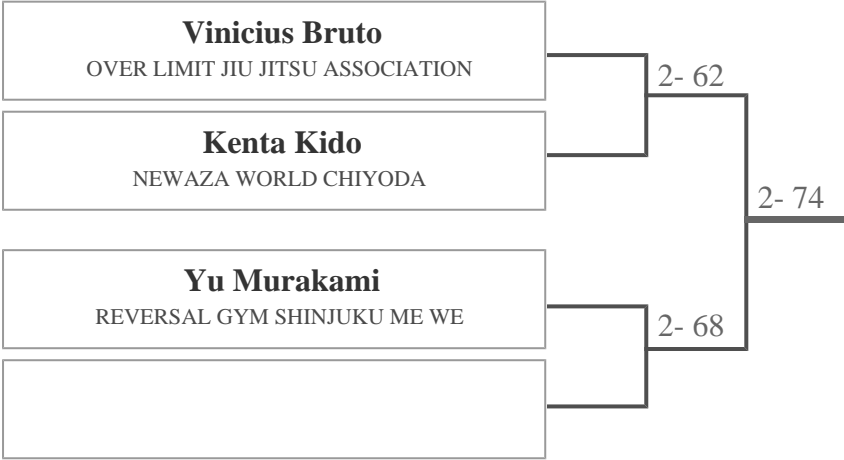 Vinicius Bruto
OVER LIMIT JIU JITSU ASSOCIATION
2- 62
Kenta Kido
NEWAZA WORLD CHIYODA
2- 74
Yu Murakami
REVERSAL GYM SHINJUKU ME WE
2- 68